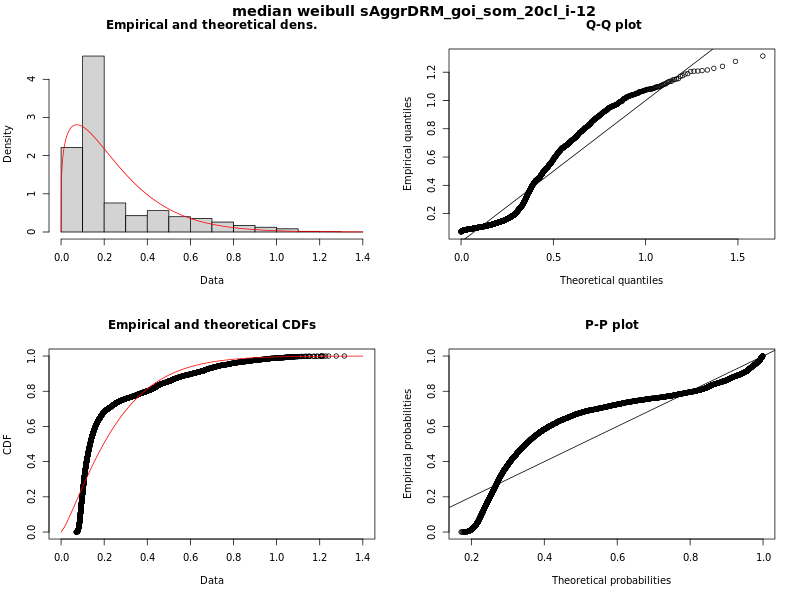 median weibull sAggrDRM_goi_som_20cl_i-12
Empirical and theoretical dens.
Density
0 1 2 3 4
0.0 0.2 0.4 0.6 0.8 1.0 1.2 1.4
Data
Q-Q plot
Empirical quantiles
0.2 0.4 0.6 0.8 1.0 1.2
0.0 0.5 1.0 1.5
Theoretical quantiles
Empirical and theoretical CDFs
CDF
0.0 0.2 0.4 0.6 0.8 1.0
0.0 0.2 0.4 0.6 0.8 1.0 1.2 1.4
Data
P-P plot
Empirical probabilities
0.0 0.2 0.4 0.6 0.8 1.0
0.2 0.4 0.6 0.8 1.0
Theoretical probabilities